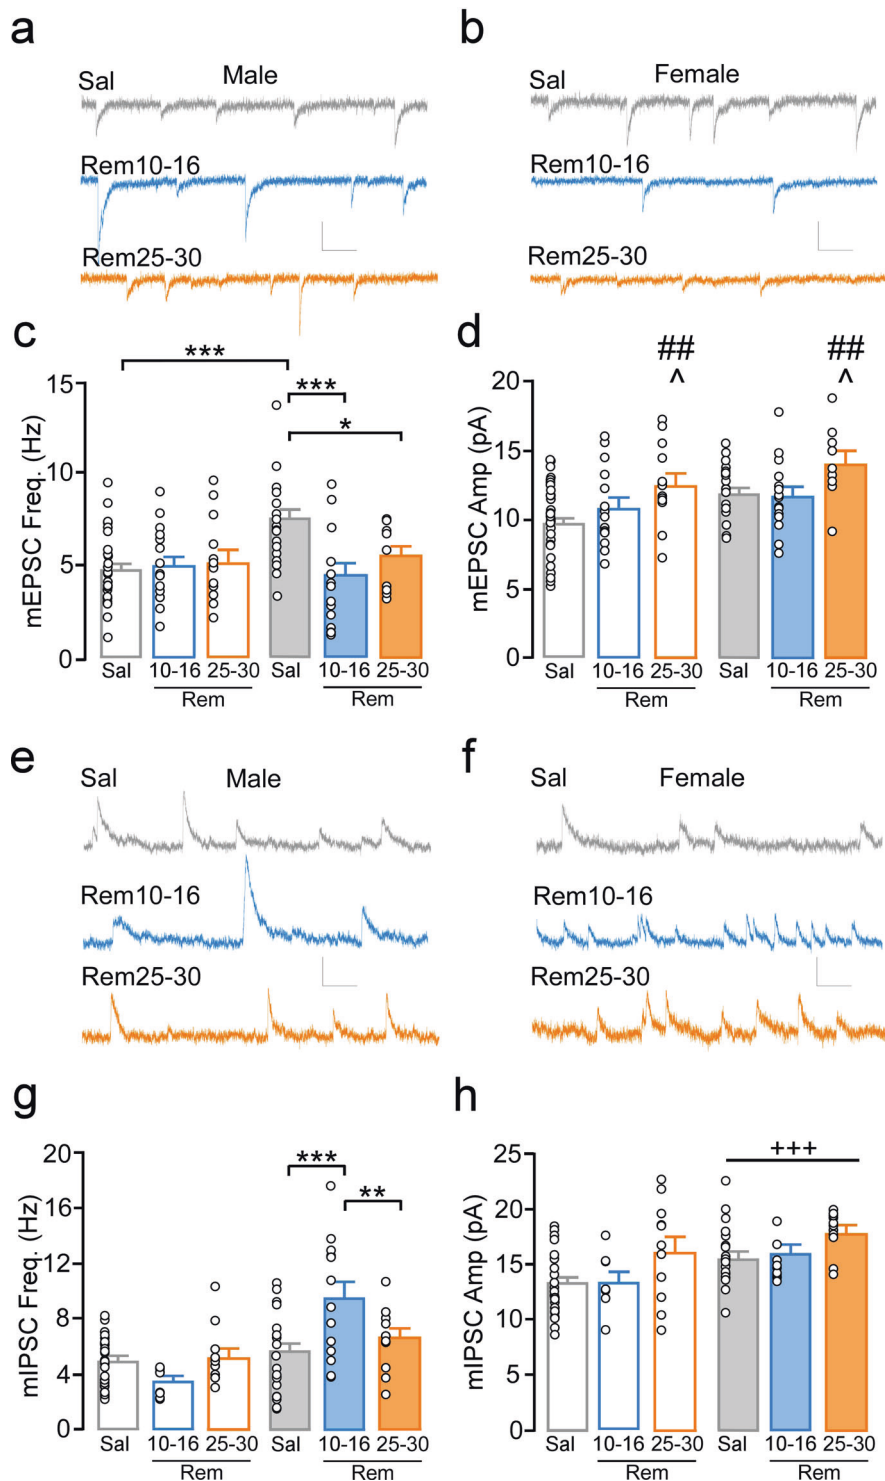 a
b
Sal Male
Sal Female
Rem10-16
Rem10-16
Rem25-30
Rem25-30
c
***
***
*
15
10
5
0
mEPSC Freq. (Hz)
Sal 10-16 25-30 Sal 10-16 25-30
Rem Rem
d
## ##
^ ^
20
15
10
5
0
mEPSC Amp (pA)
Sal 10-16 25-30 Sal 10-16 25-30
Rem Rem
e
f
Sal Male
Sal Female
Rem10-16
Rem10-16
Rem25-30
Rem25-30
g
20
16
12
8
4
0
mIPSC Freq. (Hz)
***
**
Sal 10-16 25-30 Sal 10-16 25-30
Rem Rem
h
25
20
15
10
5
0
mIPSC Amp (pA)
+++
Sal 10-16 25-30 Sal 10-16 25-30
Rem Rem